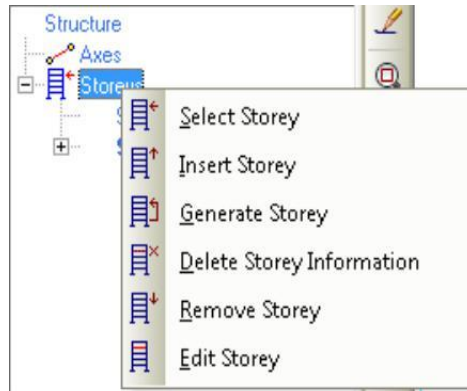 Structure
Axes
Storeys
Select Storey
Insert Storey
Generate Storey
Delete Storey Information
Remove Storey
Edit Storey